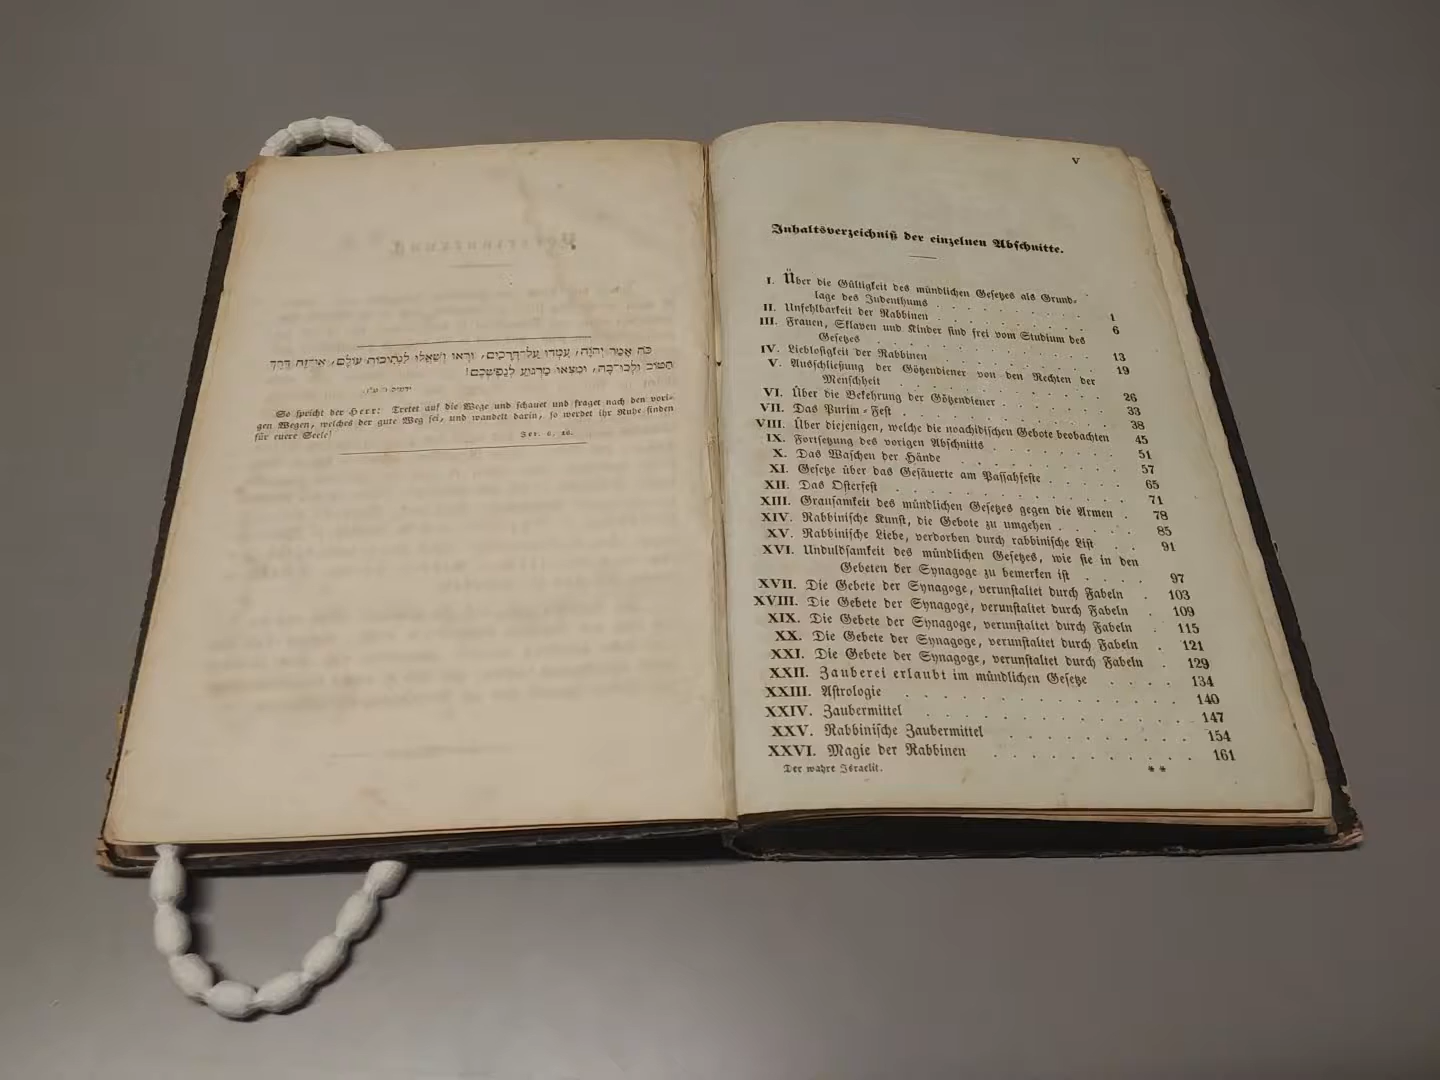 כֹּה אָמַר יְהוָֹה, עִמְדוּ עַל־דְּרָכִים, וּרְאוּ וְשַׁאֲלוּ לִנְתִיבוֹת עוֹלָם, אֵי־זֶה דֶרֶךְ
הַטּוֹב וּלְכוּ־בָהּ, וּמִצְאוּ מַרְגּוֹעַ לְנַפְשְׁכֶם!
So spricht der Herr: Tretet auf die Wege und schauet und fraget nach den vori-
gen Wegen, welches der gute Weg sei, und wandelt darin, so werdet ihr Ruhe finden
für euere Seele!
Jer. 6, 16.
V
Inhaltsverzeichniß der einzelnen Abschnitte.
I. Über die Gültigkeit des mündlichen Gesetzes als Grund-
lage des Judenthums . . . . . . . . . . 1
II. Unfehlbarkeit der Rabbinen . . . . . . . . . 6
III. Frauen, Sklaven und Kinder sind frei vom Studium des
Gesetzes . . . . . . . . . . . . 13
IV. Lieblosigkeit der Rabbinen . . . . . . . . . 19
V. Ausschließung der Götzendiener von den Rechten der
Menschheit . . . . . . . . . . . 26
VI. Über die Bekehrung der Götzendiener . . . . . . 33
VII. Das Purim-Fest . . . . . . . . . . . 38
VIII. Über diejenigen, welche die noachidischen Gebote beobachten 45
IX. Fortsetzung des vorigen Abschnitts . . . . . . . 51
X. Das Waschen der Hände . . . . . . . . . 57
XI. Gesetze über das Gesäuerte am Passahfeste . . . . . 65
XII. Das Osterfest . . . . . . . . . . . . 71
XIII. Grausamkeit des mündlichen Gesetzes gegen die Armen . 78
XIV. Rabbinische Kunst, die Gebote zu umgehen . . . . . 85
XV. Rabbinische Liebe, verdorben durch rabbinische List . . 91
XVI. Unduldsamkeit des mündlichen Gesetzes, wie sie in den
Gebeten der Synagoge zu bemerken ist . . . . . 97
XVII. Die Gebete der Synagoge, verunstaltet durch Fabeln . 103
XVIII. Die Gebete der Synagoge, verunstaltet durch Fabeln . 109
XIX. Die Gebete der Synagoge, verunstaltet durch Fabeln . 115
XX. Die Gebete der Synagoge, verunstaltet durch Fabeln . 121
XXI. Die Gebete der Synagoge, verunstaltet durch Fabeln . 129
XXII. Zauberei erlaubt im mündlichen Gesetze . . . . 134
XXIII. Astrologie . . . . . . . . . . . . 140
XXIV. Zaubermittel . . . . . . . . . . . 147
XXV. Rabbinische Zaubermittel . . . . . . . . 154
XXVI. Magie der Rabbinen . . . . . . . . . . 161
Der wahre Israelit. **